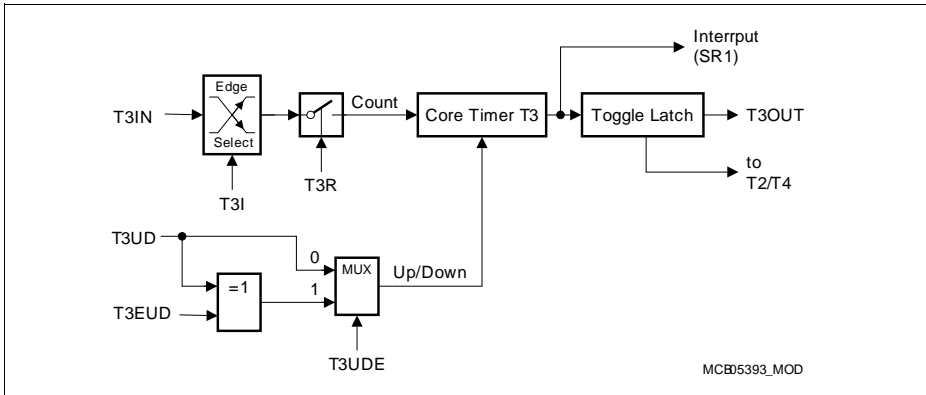 Interrput
(SR1)
Edge
Select
T3IN
Count
Core Timer T3
Toggle Latch
T3OUT
T3R
T3I
to
T2/T4
T3UD
0
MUX
Up/Down
=1
1
T3EUD
T3UDE
MCB05393_MOD